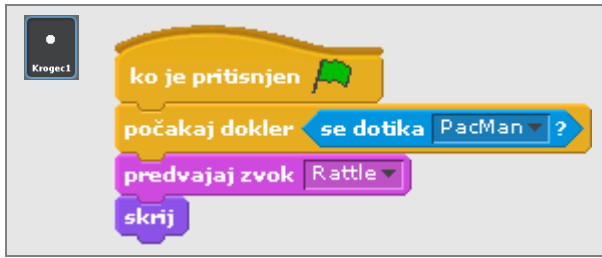 Krogec1
ko je pritisnjen
počakaj dokler se dotika PacMan ?
predvajaj zvok Rattle
skrij